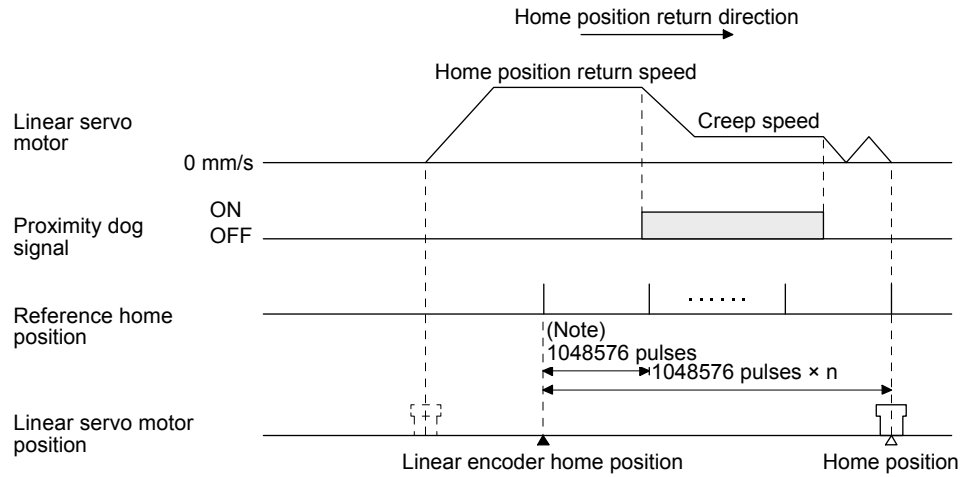 Home position return direction
Home position return speed
Creep speed
Linear servo
motor
0 mm/s
ON
OFF
Proximity dog
signal
Reference home
position
(Note)
1048576 pulses
1048576 pulses × n
Linear servo motor
position
Linear encoder home position
Home position